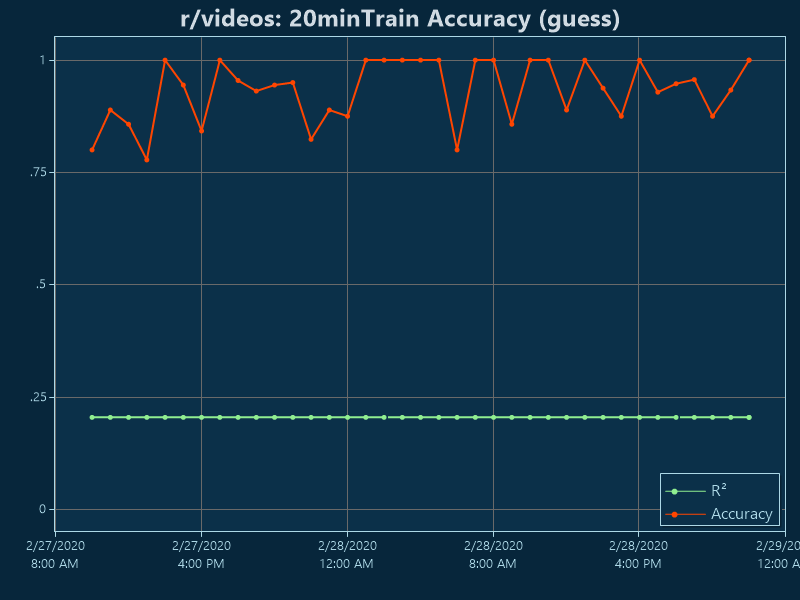 r/videos: 20minTrain Accuracy (guess)
1
.75
.5
.25
0
R²
Accuracy
2/27/2020 2/27/2020 2/28/2020 2/28/2020 2/28/2020 2/29/20
8:00 AM 4:00 PM 12:00 AM 8:00 AM 4:00 PM 12:00 A